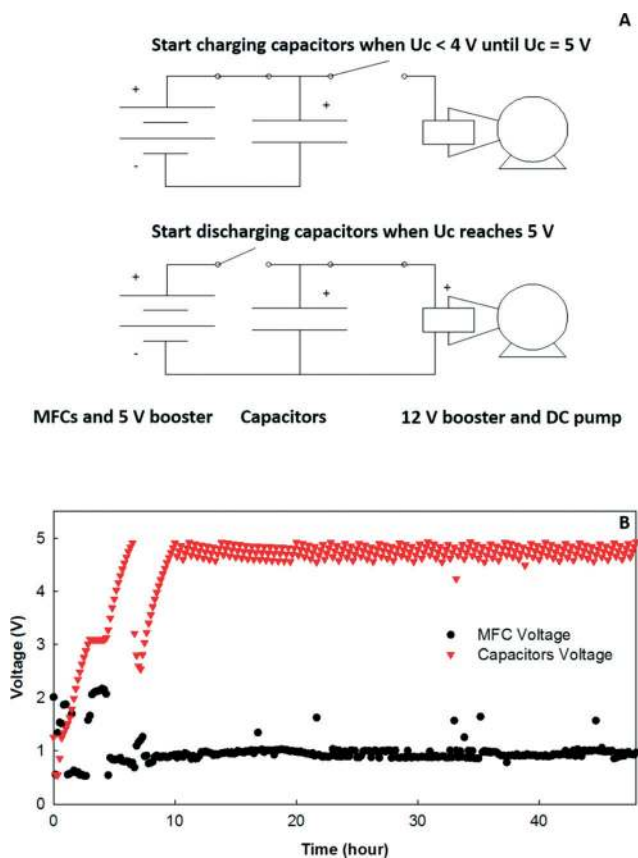 A
Start charging capacitors when Uc < 4 V until Uc = 5 V
+
+
-
Start discharging capacitors when Uc reaches 5 V
+
+
+
-
MFCs and 5 V booster Capacitors 12 V booster and DC pump
B
5
4
3
2
1
0
Voltage (V)
MFC Voltage
Capacitors Voltage
0 10 20 30 40
Time (hour)